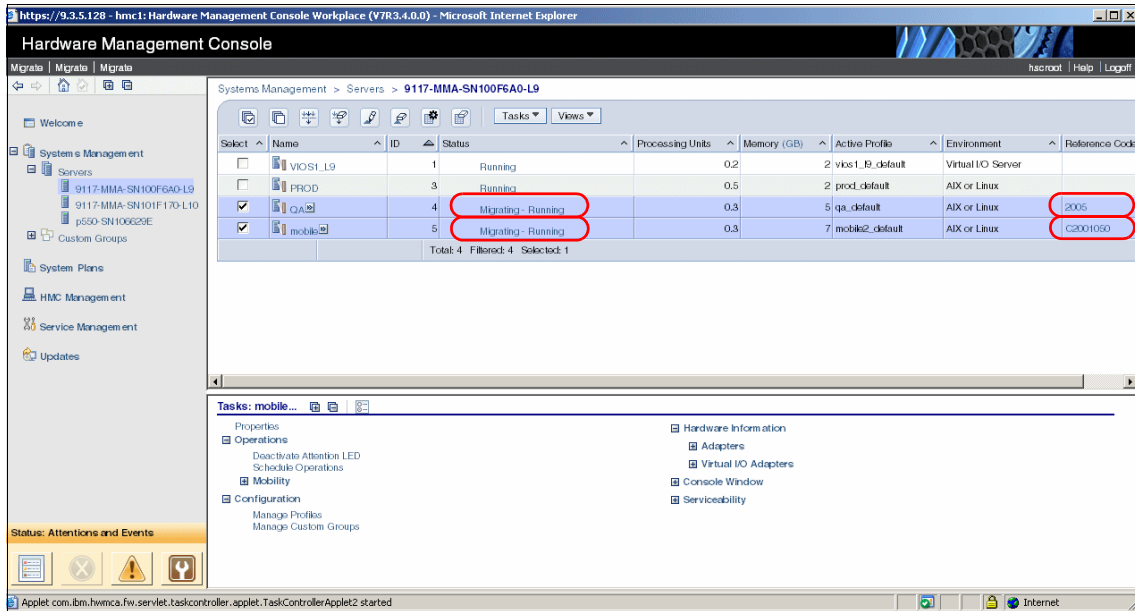 https://9.3.5.128 - hmc1: Hardware Management Console Workplace (V7R3.4.0.0) - Microsoft Internet Explorer
Hardware Management Console
Migrate | Migrate | Migrate
hscroot | Help | Logoff
Welcome
Systems Management
Servers
9117-MMA-SN100F6A0-L9
9117-MMA-SN101F170-L10
p550-SN106629E
Custom Groups
System Plans
HMC Management
Service Management
Updates
Status: Attentions and Events
Systems Management > Servers > 9117-MMA-SN100F6A0-L9
Tasks Views
Select Name ID Status Processing Units Memory (GB) Active Profile Environment Reference Code
VIOS1_L9 1 Running 0.2 2 vios1_l9_default Virtual I/O Server
PROD 3 Running 0.5 2 prod_default AIX or Linux
QA 4 Migrating - Running 0.3 5 qa_default AIX or Linux 2005
mobile 5 Migrating - Running 0.3 7 mobile2_default AIX or Linux C2001050
Total: 4 Filtered: 4 Selected: 1
Tasks: mobile...
Properties
Operations
Deactivate Attention LED
Schedule Operations
Mobility
Configuration
Manage Profiles
Manage Custom Groups
Hardware Information
Adapters
Virtual I/O Adapters
Console Window
Serviceability
Applet com.ibm.hwmca.fw.servlet.taskcontroller.applet.TaskControllerApplet2 started
Internet